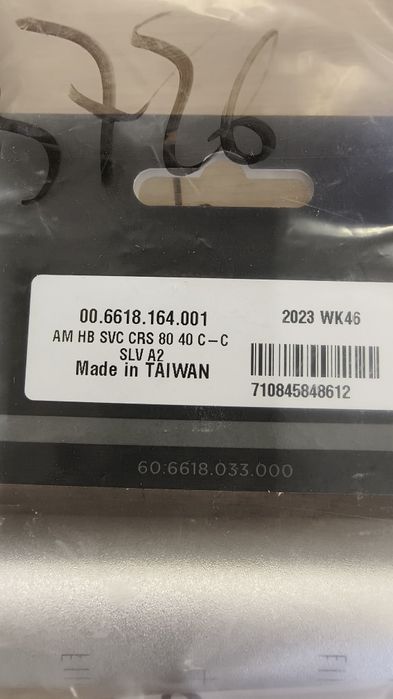 5726
00.6618.164.001
2023 WK46
AM HB SVC CRS 80 40 C-C
SLV A2
Made in TAIWAN
710845848612
60.6618.033.000